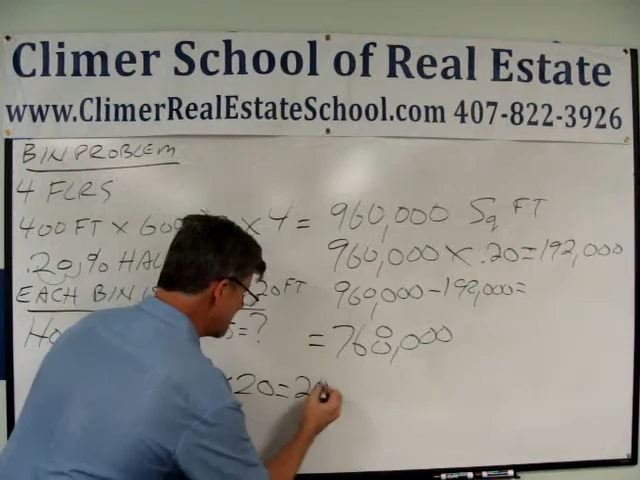 Climer School of Real Estate
www.ClimerRealEstateSchool.com 407-822-3926
BIN PROBLEM
4 FLRS
400 FT x 600 x 4 = 960,000 Sq FT
960,000 x .20 = 192,000
.20, %
EACH BIN 20 FT
960,000 - 192,000 =
= ?
= 768,000
x 20 = 20